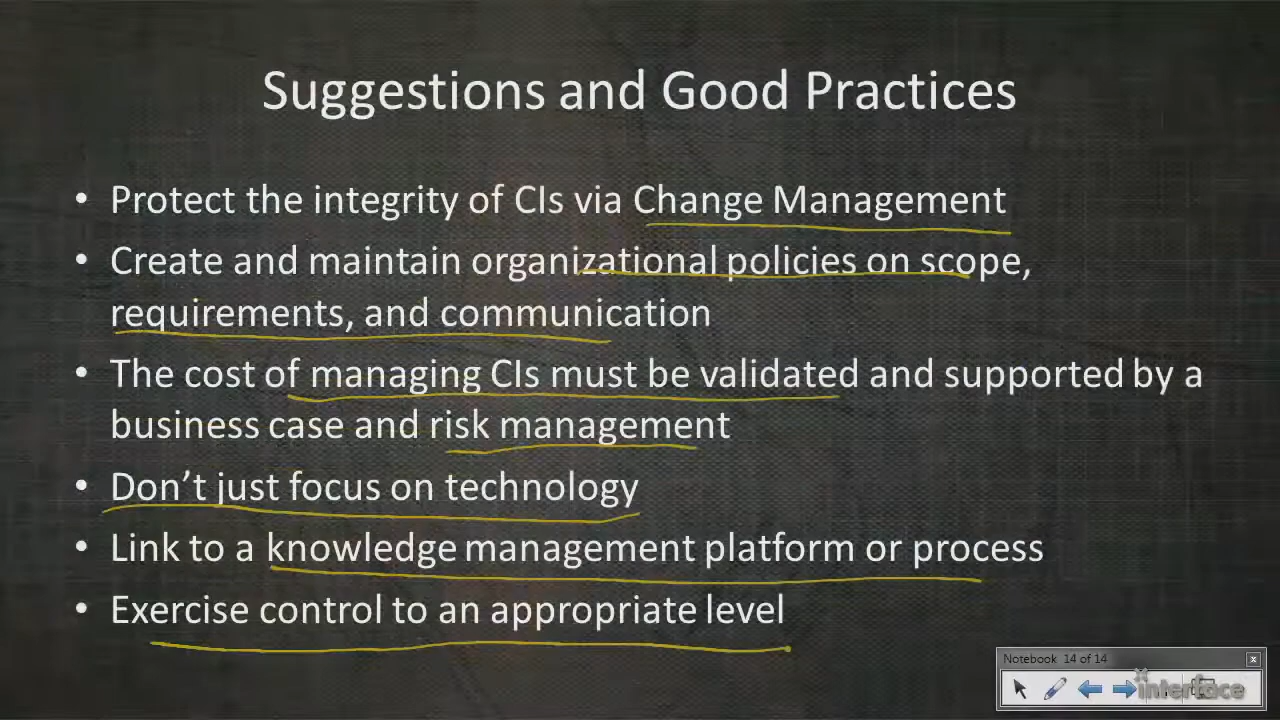 Suggestions and Good Practices
• Protect the integrity of CIs via Change Management
• Create and maintain organizational policies on scope,
requirements, and communication
• The cost of managing CIs must be validated and supported by a
business case and risk management
• Don’t just focus on technology
• Link to a knowledge management platform or process
• Exercise control to an appropriate level
Notebook 14 of 14
interface